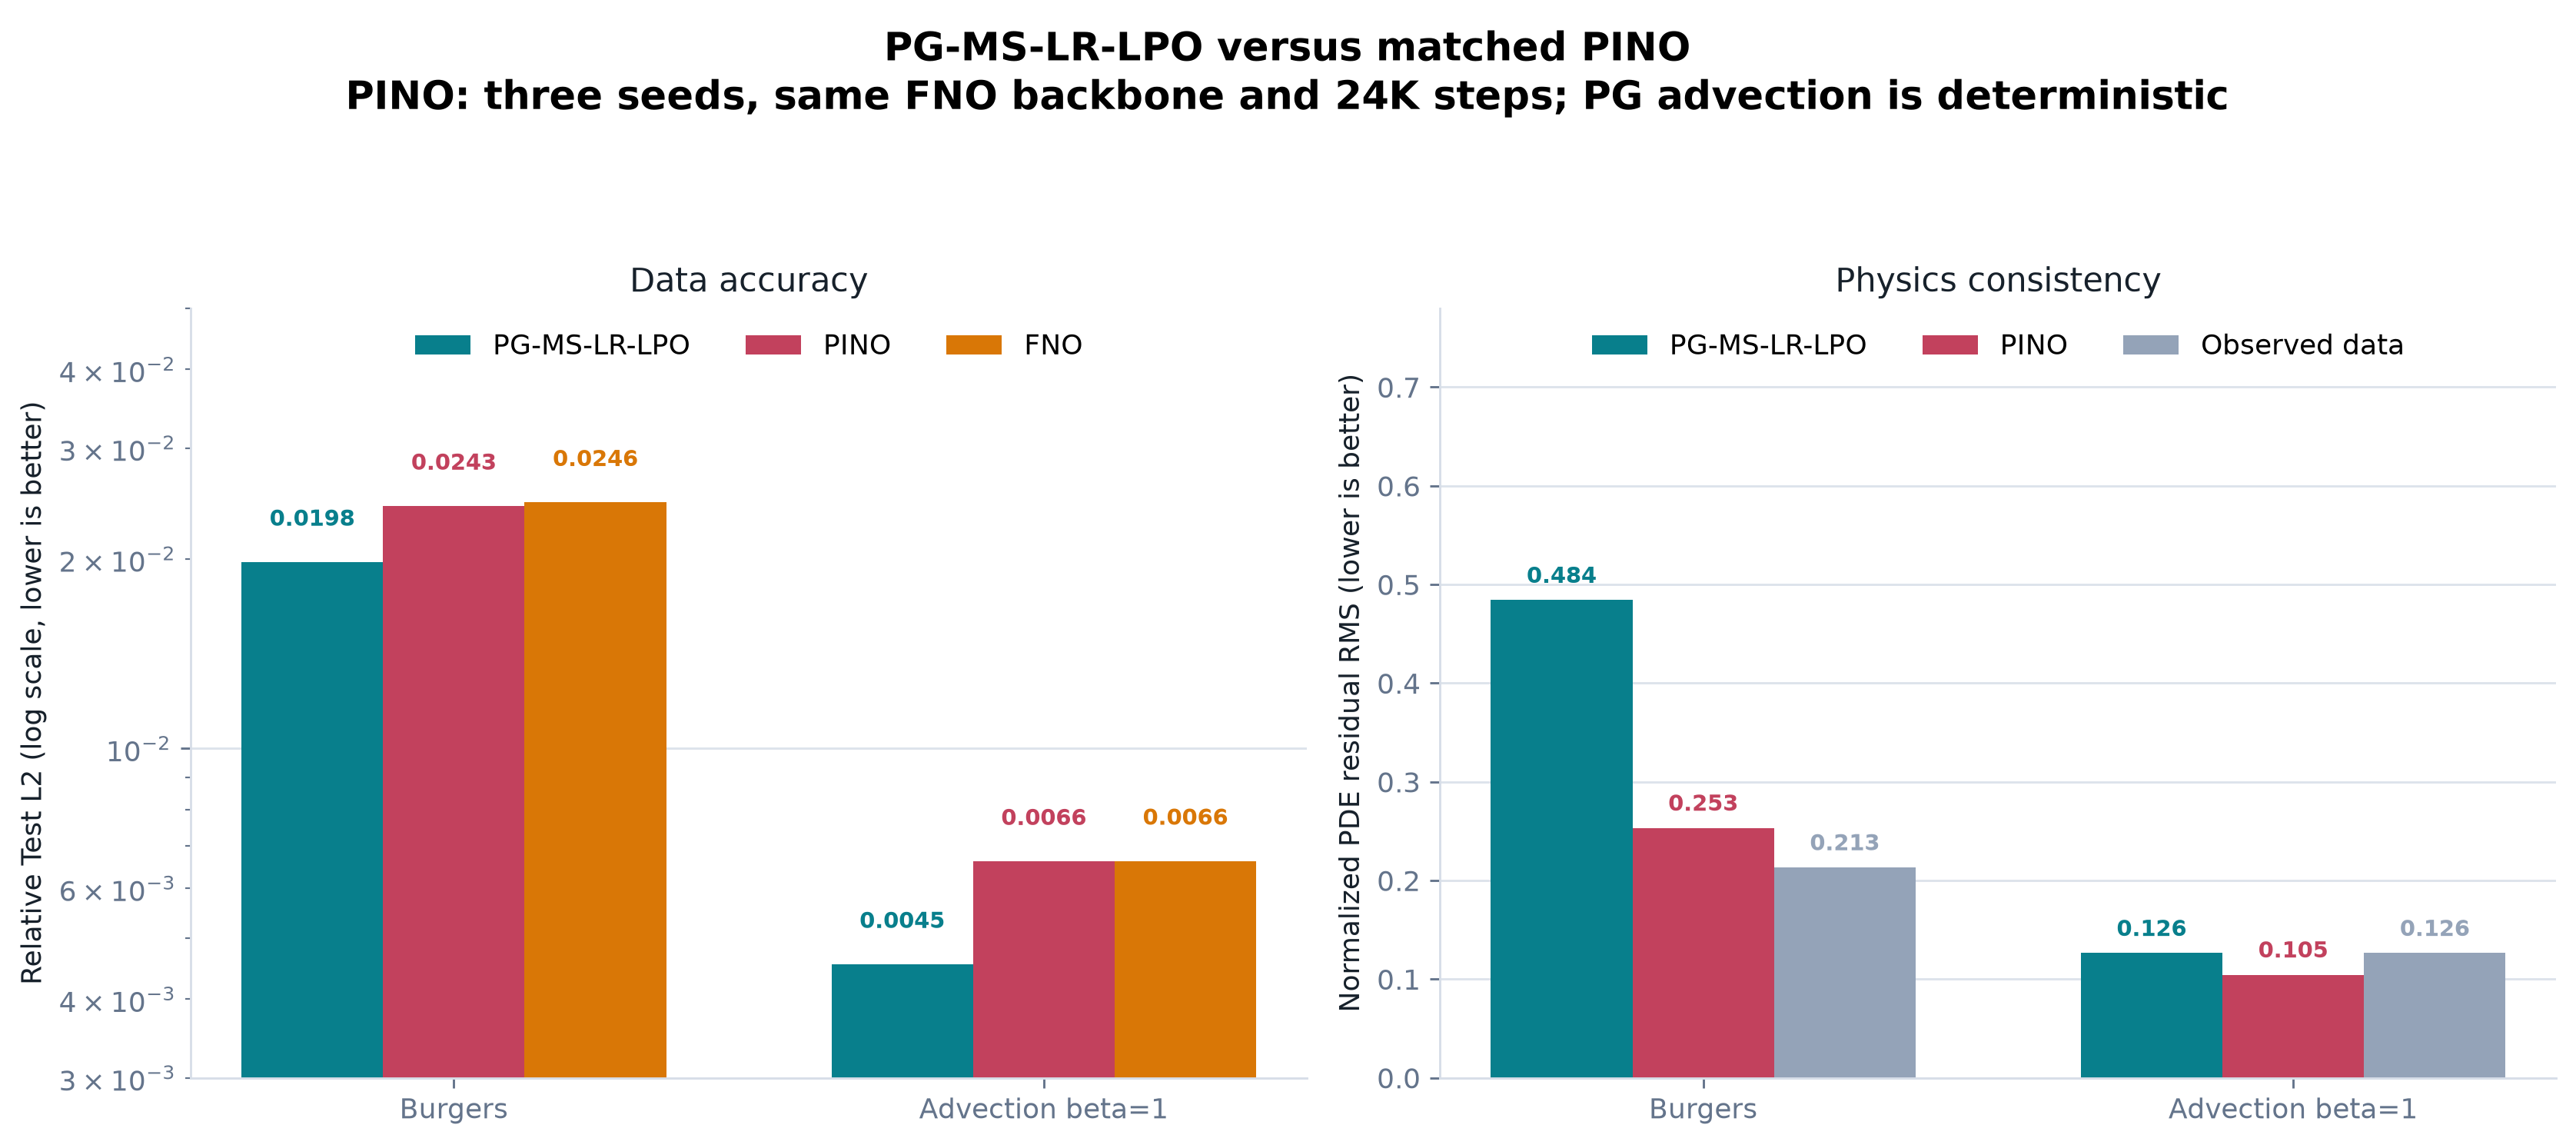 PG-MS-LR-LPO versus matched PINO
PINO: three seeds, same FNO backbone and 24K steps; PG advection is deterministic
Data accuracy
PG-MS-LR-LPO PINO FNO
Relative Test L2 (log scale, lower is better)
4 × 10⁻²
3 × 10⁻²
2 × 10⁻²
10⁻²
6 × 10⁻³
4 × 10⁻³
3 × 10⁻³
0.0198
0.0243
0.0246
0.0045
0.0066
0.0066
Burgers
Advection beta=1
Physics consistency
PG-MS-LR-LPO PINO Observed data
Normalized PDE residual RMS (lower is better)
0.7
0.6
0.5
0.4
0.3
0.2
0.1
0.0
0.484
0.253
0.213
0.126
0.105
0.126
Burgers
Advection beta=1